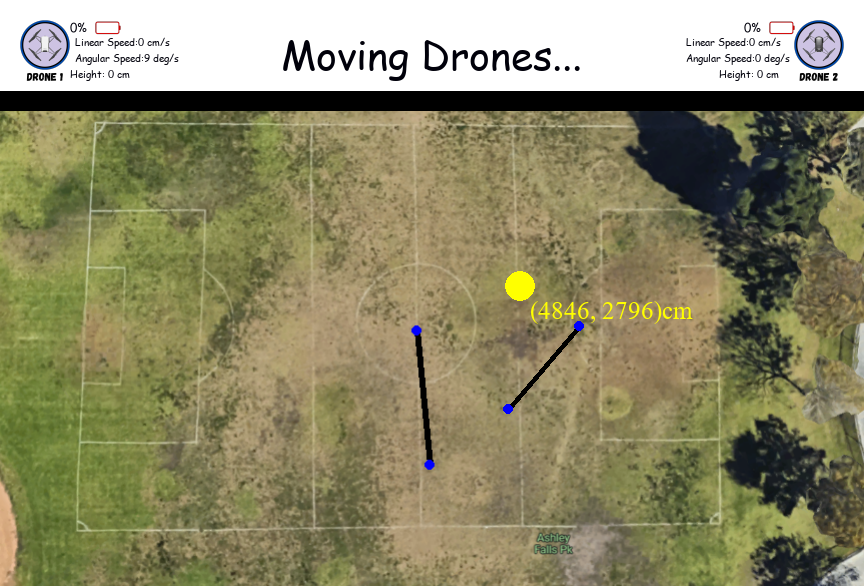 0%
Linear Speed:0 cm/s
Angular Speed:9 deg/s
Height: 0 cm
DRONE 1
Moving Drones...
0%
Linear Speed:0 cm/s
Angular Speed:0 deg/s
Height: 0 cm
DRONE 2
(4846, 2796)cm
Ashley
Falls Pk